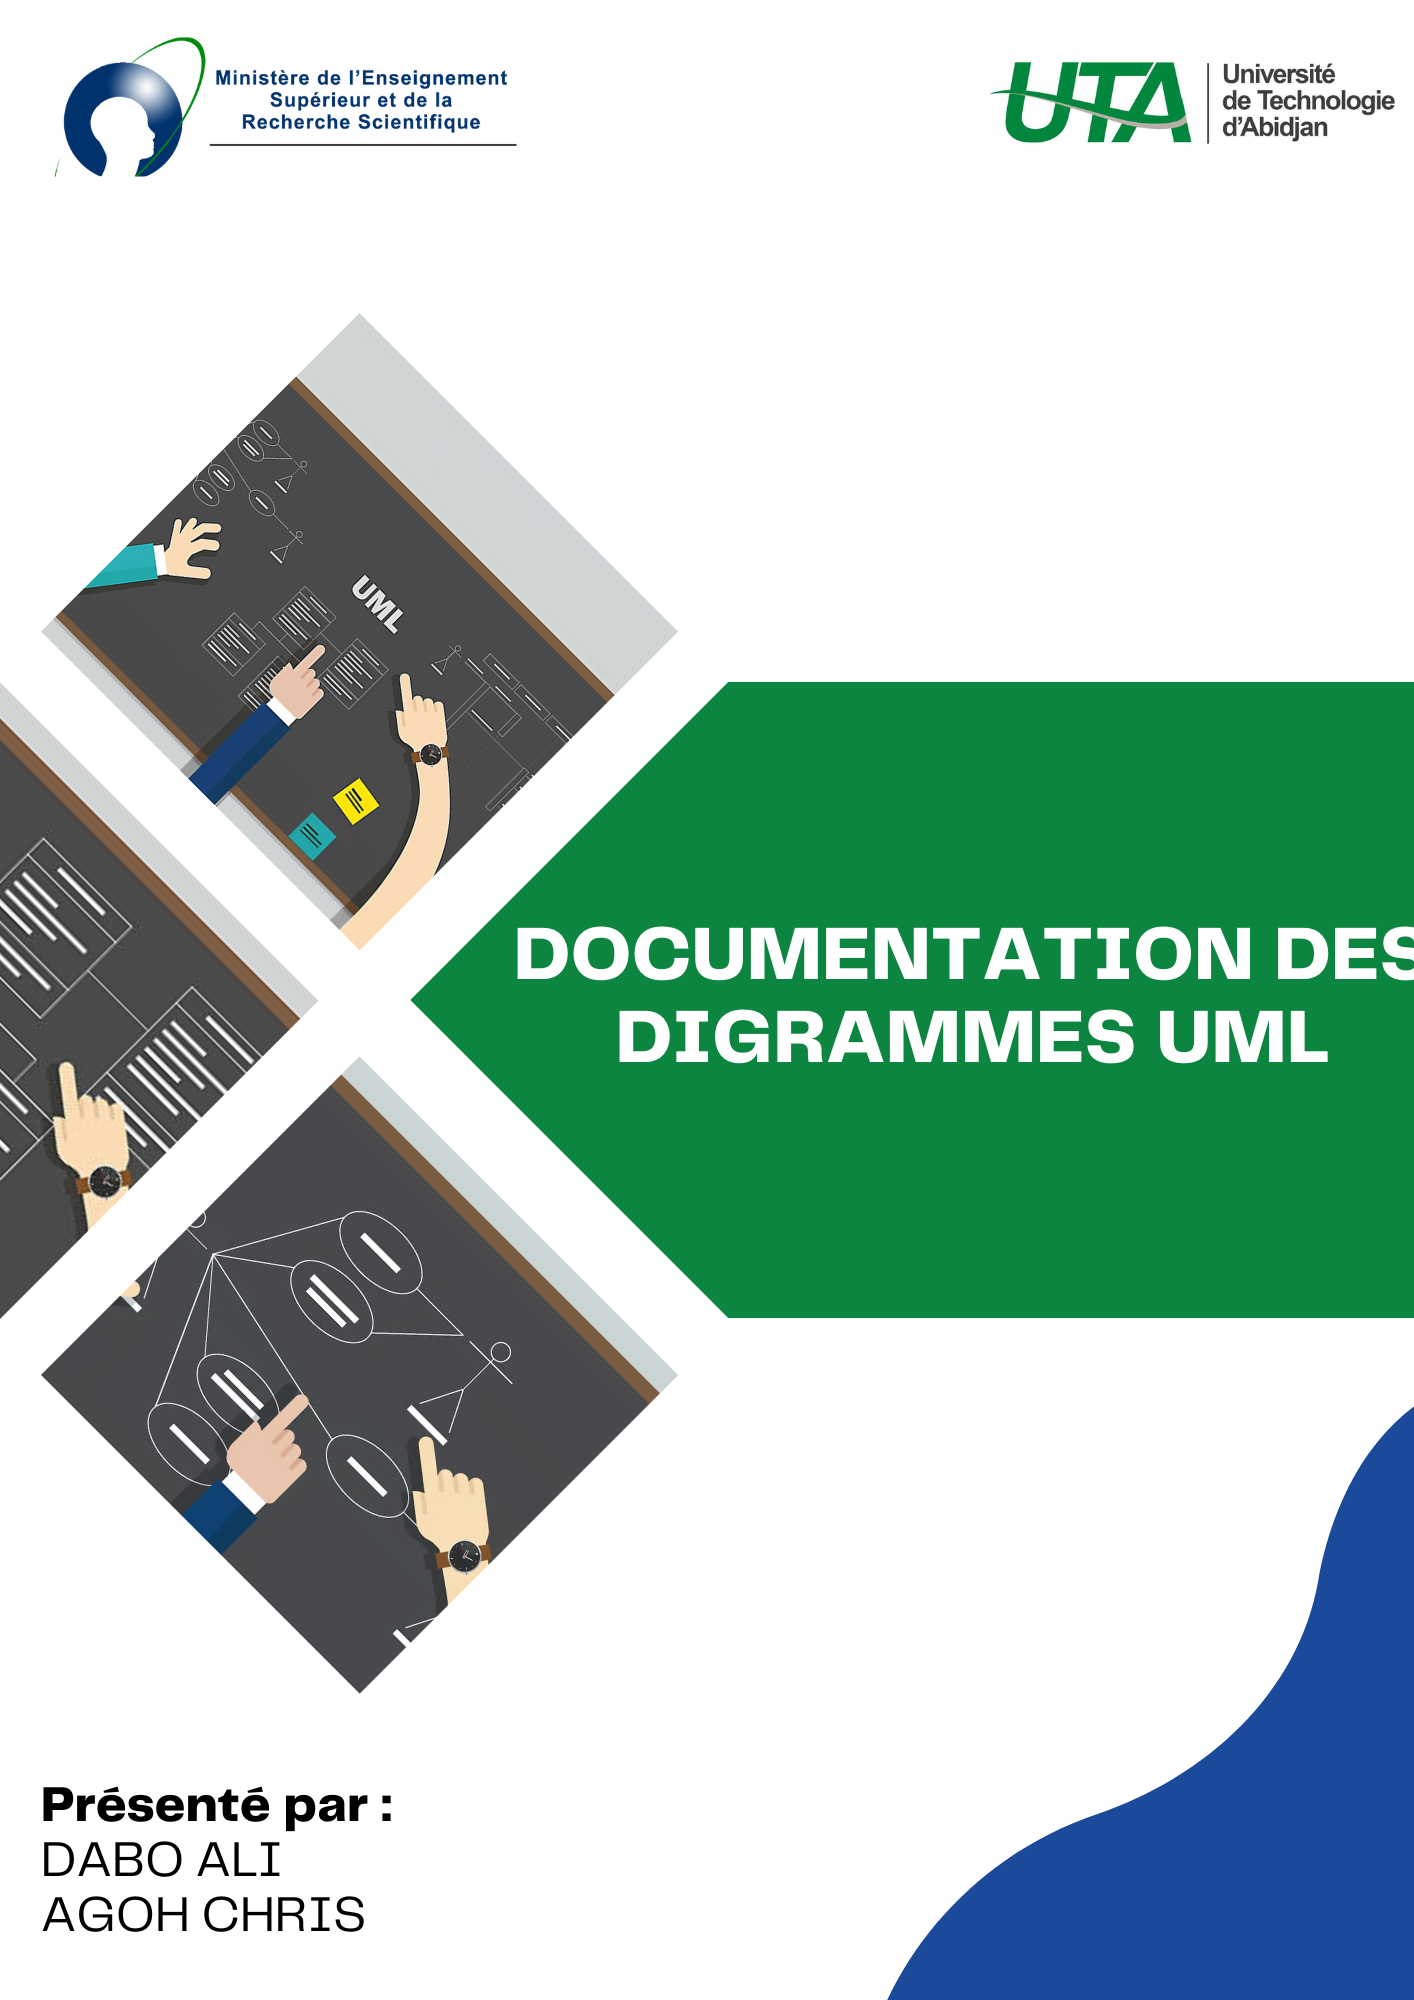 Ministère de l'Enseignement
Supérieur et de la
Recherche Scientifique
UTA
Université
de Technologie
d'Abidjan
UML
DOCUMENTATION DES
DIGRAMMES UML
Présenté par :
DABO ALI
AGOH CHRIS